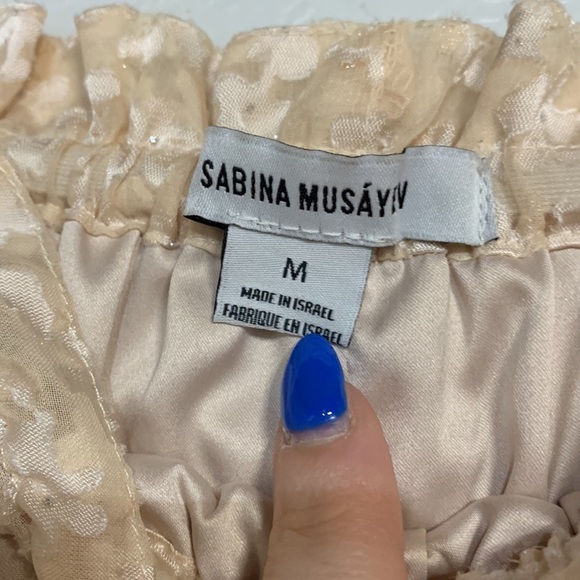 SABINA MUSÁYEV
M
MADE IN ISRAEL
FABRIQUE EN ISRAEL